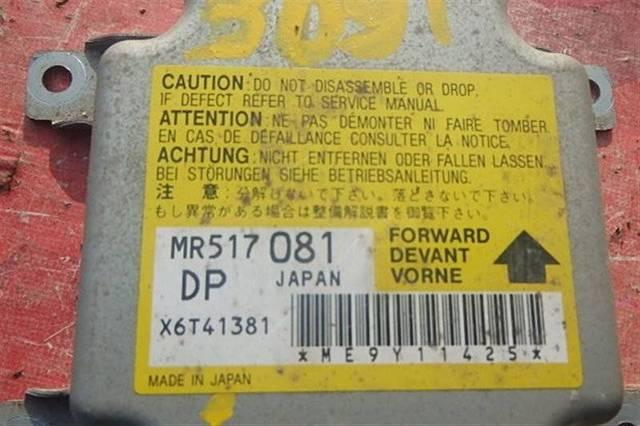 CAUTION: DO NOT DISASSEMBLE OR DROP.
IF DEFECT REFER TO SERVICE MANUAL.
ATTENTION: NE PAS DÉMONTER NI FAIRE TOMBER.
EN CAS DE DÉFAILLANCE CONSULTER LA NOTICE.
ACHTUNG: NICHT ENTFERNEN ODER FALLEN LASSEN.
BEI STÖRUNGEN SIEHE BETRIEBSANLEITUNG.
注 意:分解しないで下さい。落とさないで下さい。
もし異常がある場合は整備解説書を御覧下さい。
MR517 081
DP JAPAN
X6T41381
FORWARD
DEVANT
VORNE
*ME9Y11425*
MADE IN JAPAN